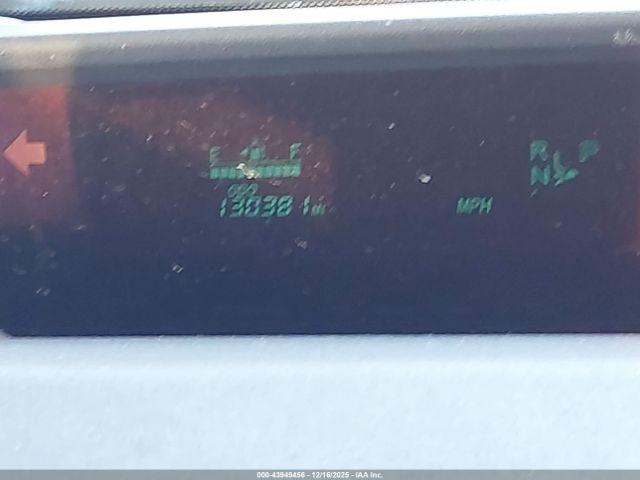 E F
ODO
130381 mi
MPH
R
N
000-43949456 - 12/16/2025 - IAA Inc.